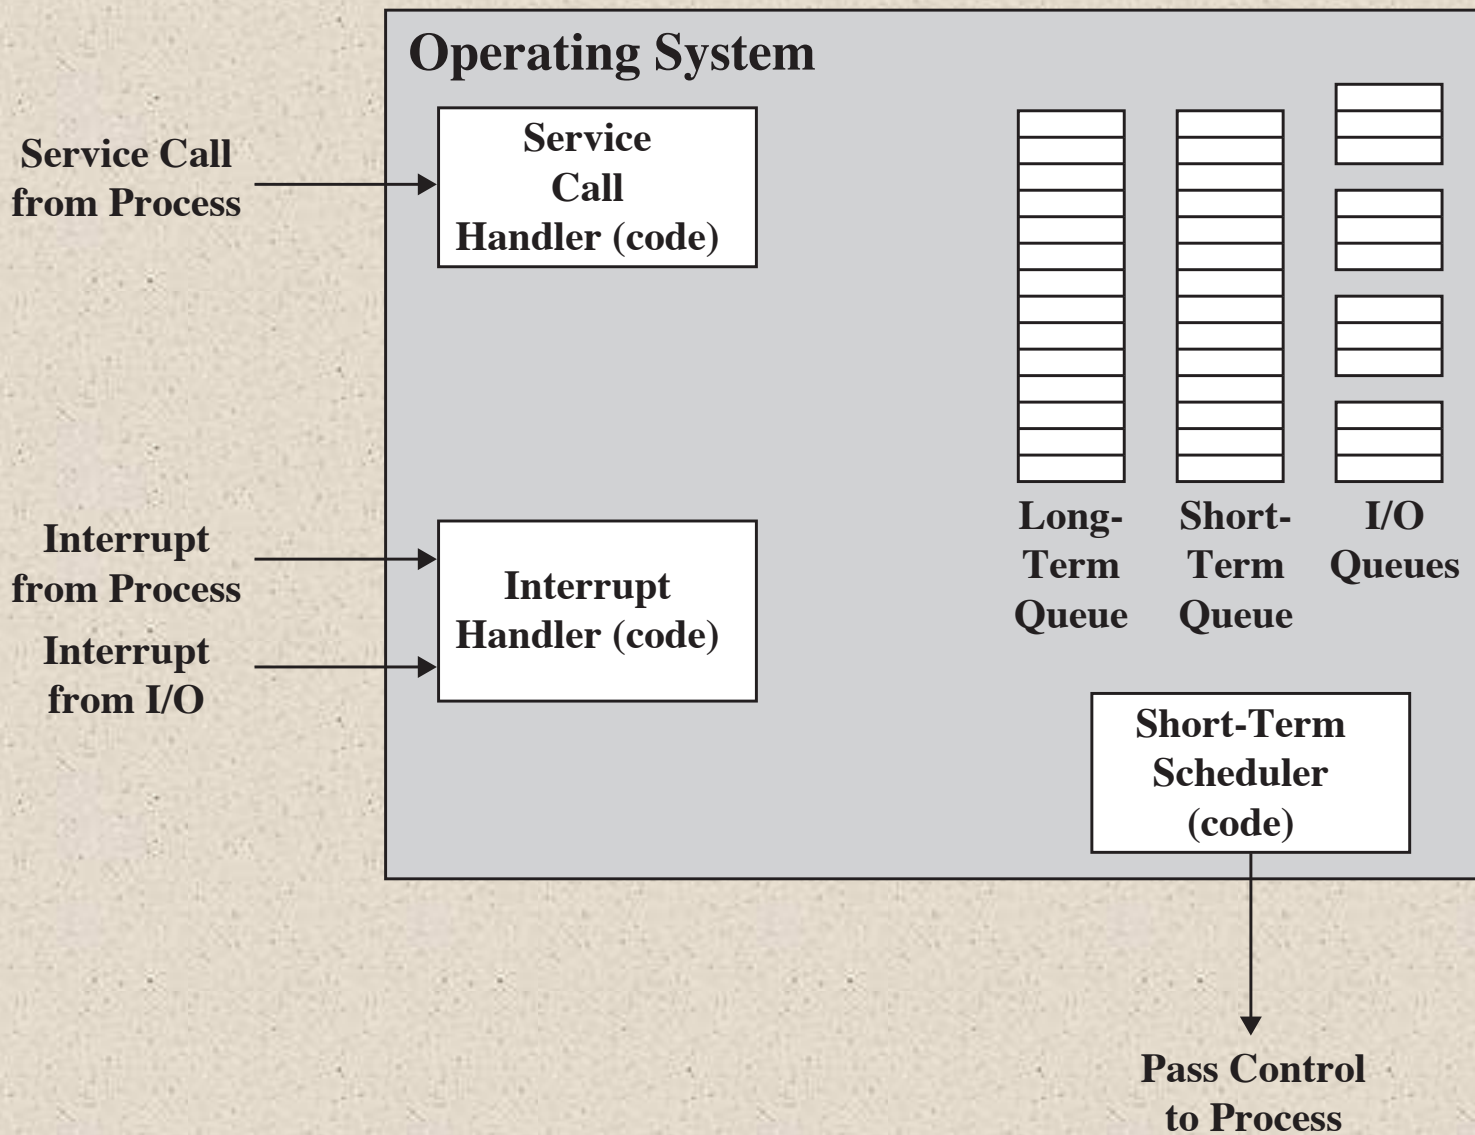 Operating System
Service Call
from Process
Service
Call
Handler (code)
Interrupt
from Process
Interrupt
from I/O
Interrupt
Handler (code)
Long-
Term
Queue
Short-
Term
Queue
I/O
Queues
Short-Term
Scheduler
(code)
Pass Control
to Process